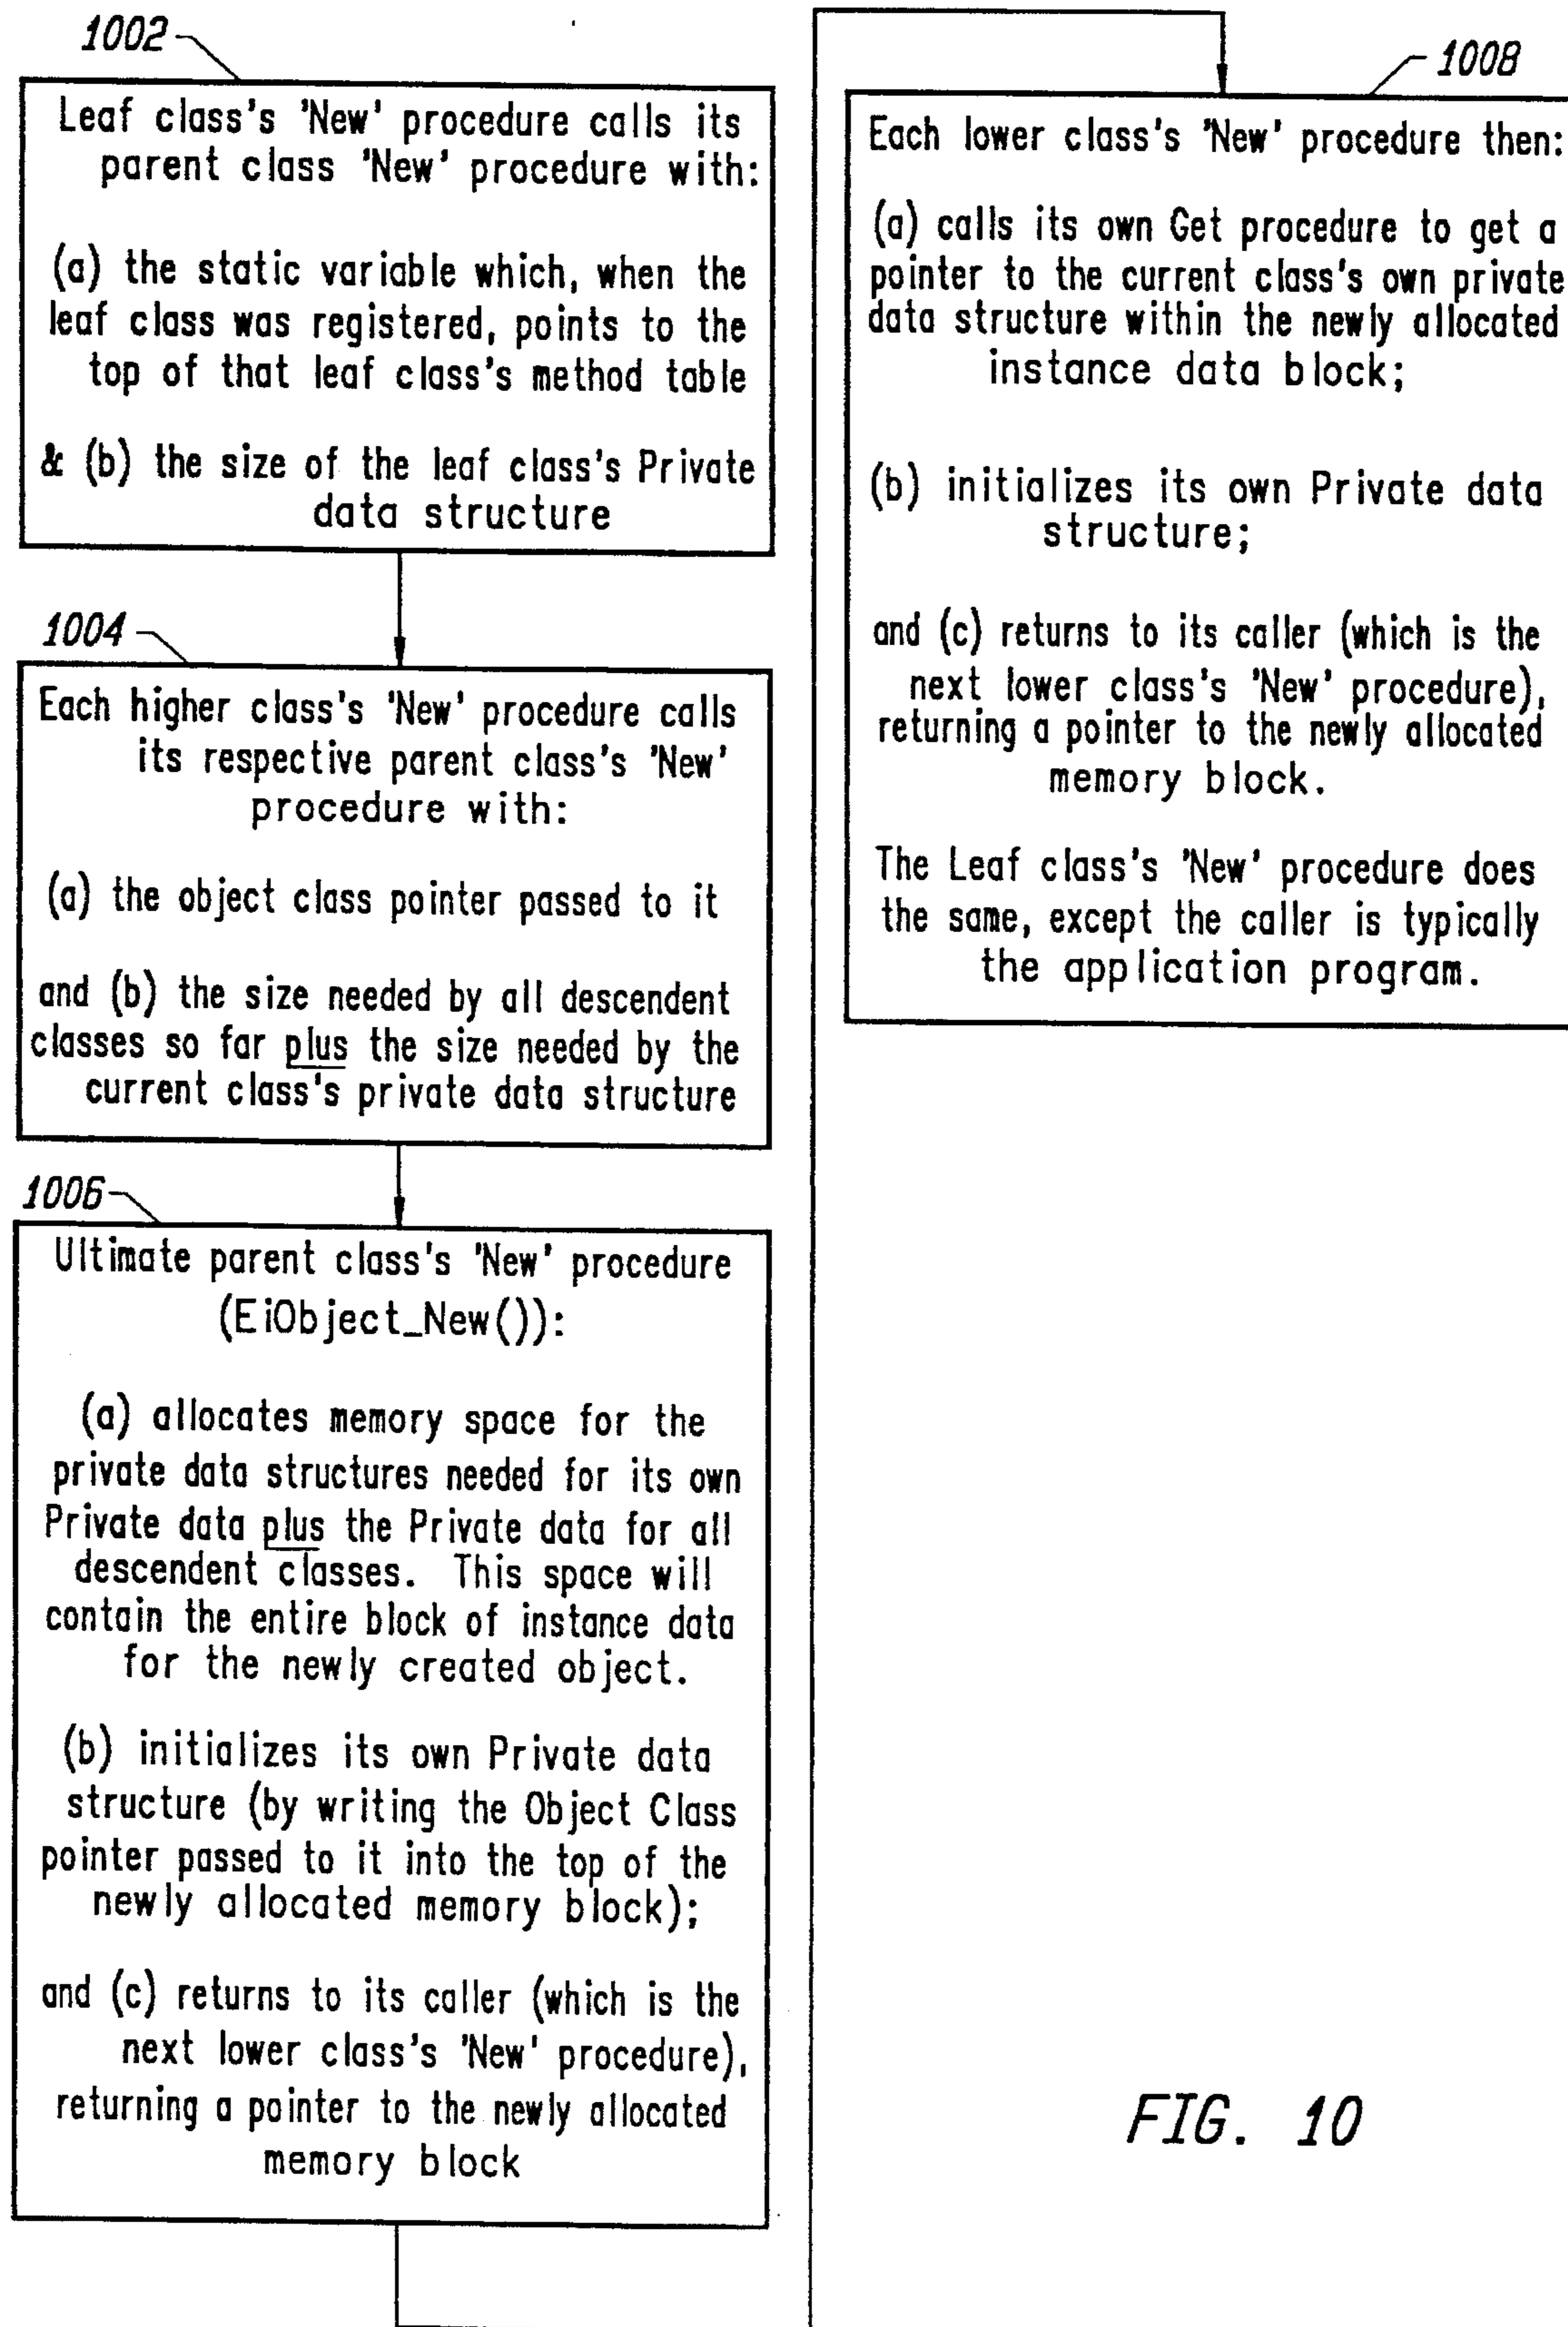 1002
Leaf class's 'New' procedure calls its
parent class 'New' procedure with:
(a) the static variable which, when the
leaf class was registered, points to the
top of that leaf class's method table
& (b) the size of the leaf class's Private
data structure
1004
Each higher class's 'New' procedure calls
its respective parent class's 'New'
procedure with:
(a) the object class pointer passed to it
and (b) the size needed by all descendent
classes so far plus the size needed by the
current class's private data structure
1006
Ultimate parent class's 'New' procedure
(EiObject_New()):
(a) allocates memory space for the
private data structures needed for its own
Private data plus the Private data for all
descendent classes. This space will
contain the entire block of instance data
for the newly created object.
(b) initializes its own Private data
structure (by writing the Object Class
pointer passed to it into the top of the
newly allocated memory block);
and (c) returns to its caller (which is the
next lower class's 'New' procedure),
returning a pointer to the newly allocated
memory block
1008
Each lower class's 'New' procedure then:
(a) calls its own Get procedure to get a
pointer to the current class's own private
data structure within the newly allocated
instance data block;
(b) initializes its own Private data
structure;
and (c) returns to its caller (which is the
next lower class's 'New' procedure),
returning a pointer to the newly allocated
memory block.
The Leaf class's 'New' procedure does
the same, except the caller is typically
the application program.
FIG. 10